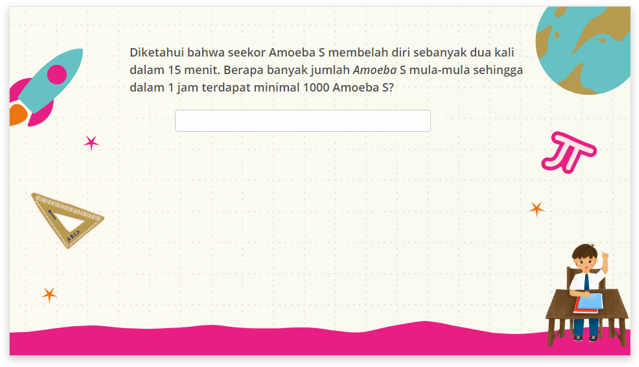 Diketahui bahwa seekor Amoeba S membelah diri sebanyak dua kali
dalam 15 menit. Berapa banyak jumlah Amoeba S mula-mula sehingga
dalam 1 jam terdapat minimal 1000 Amoeba S?